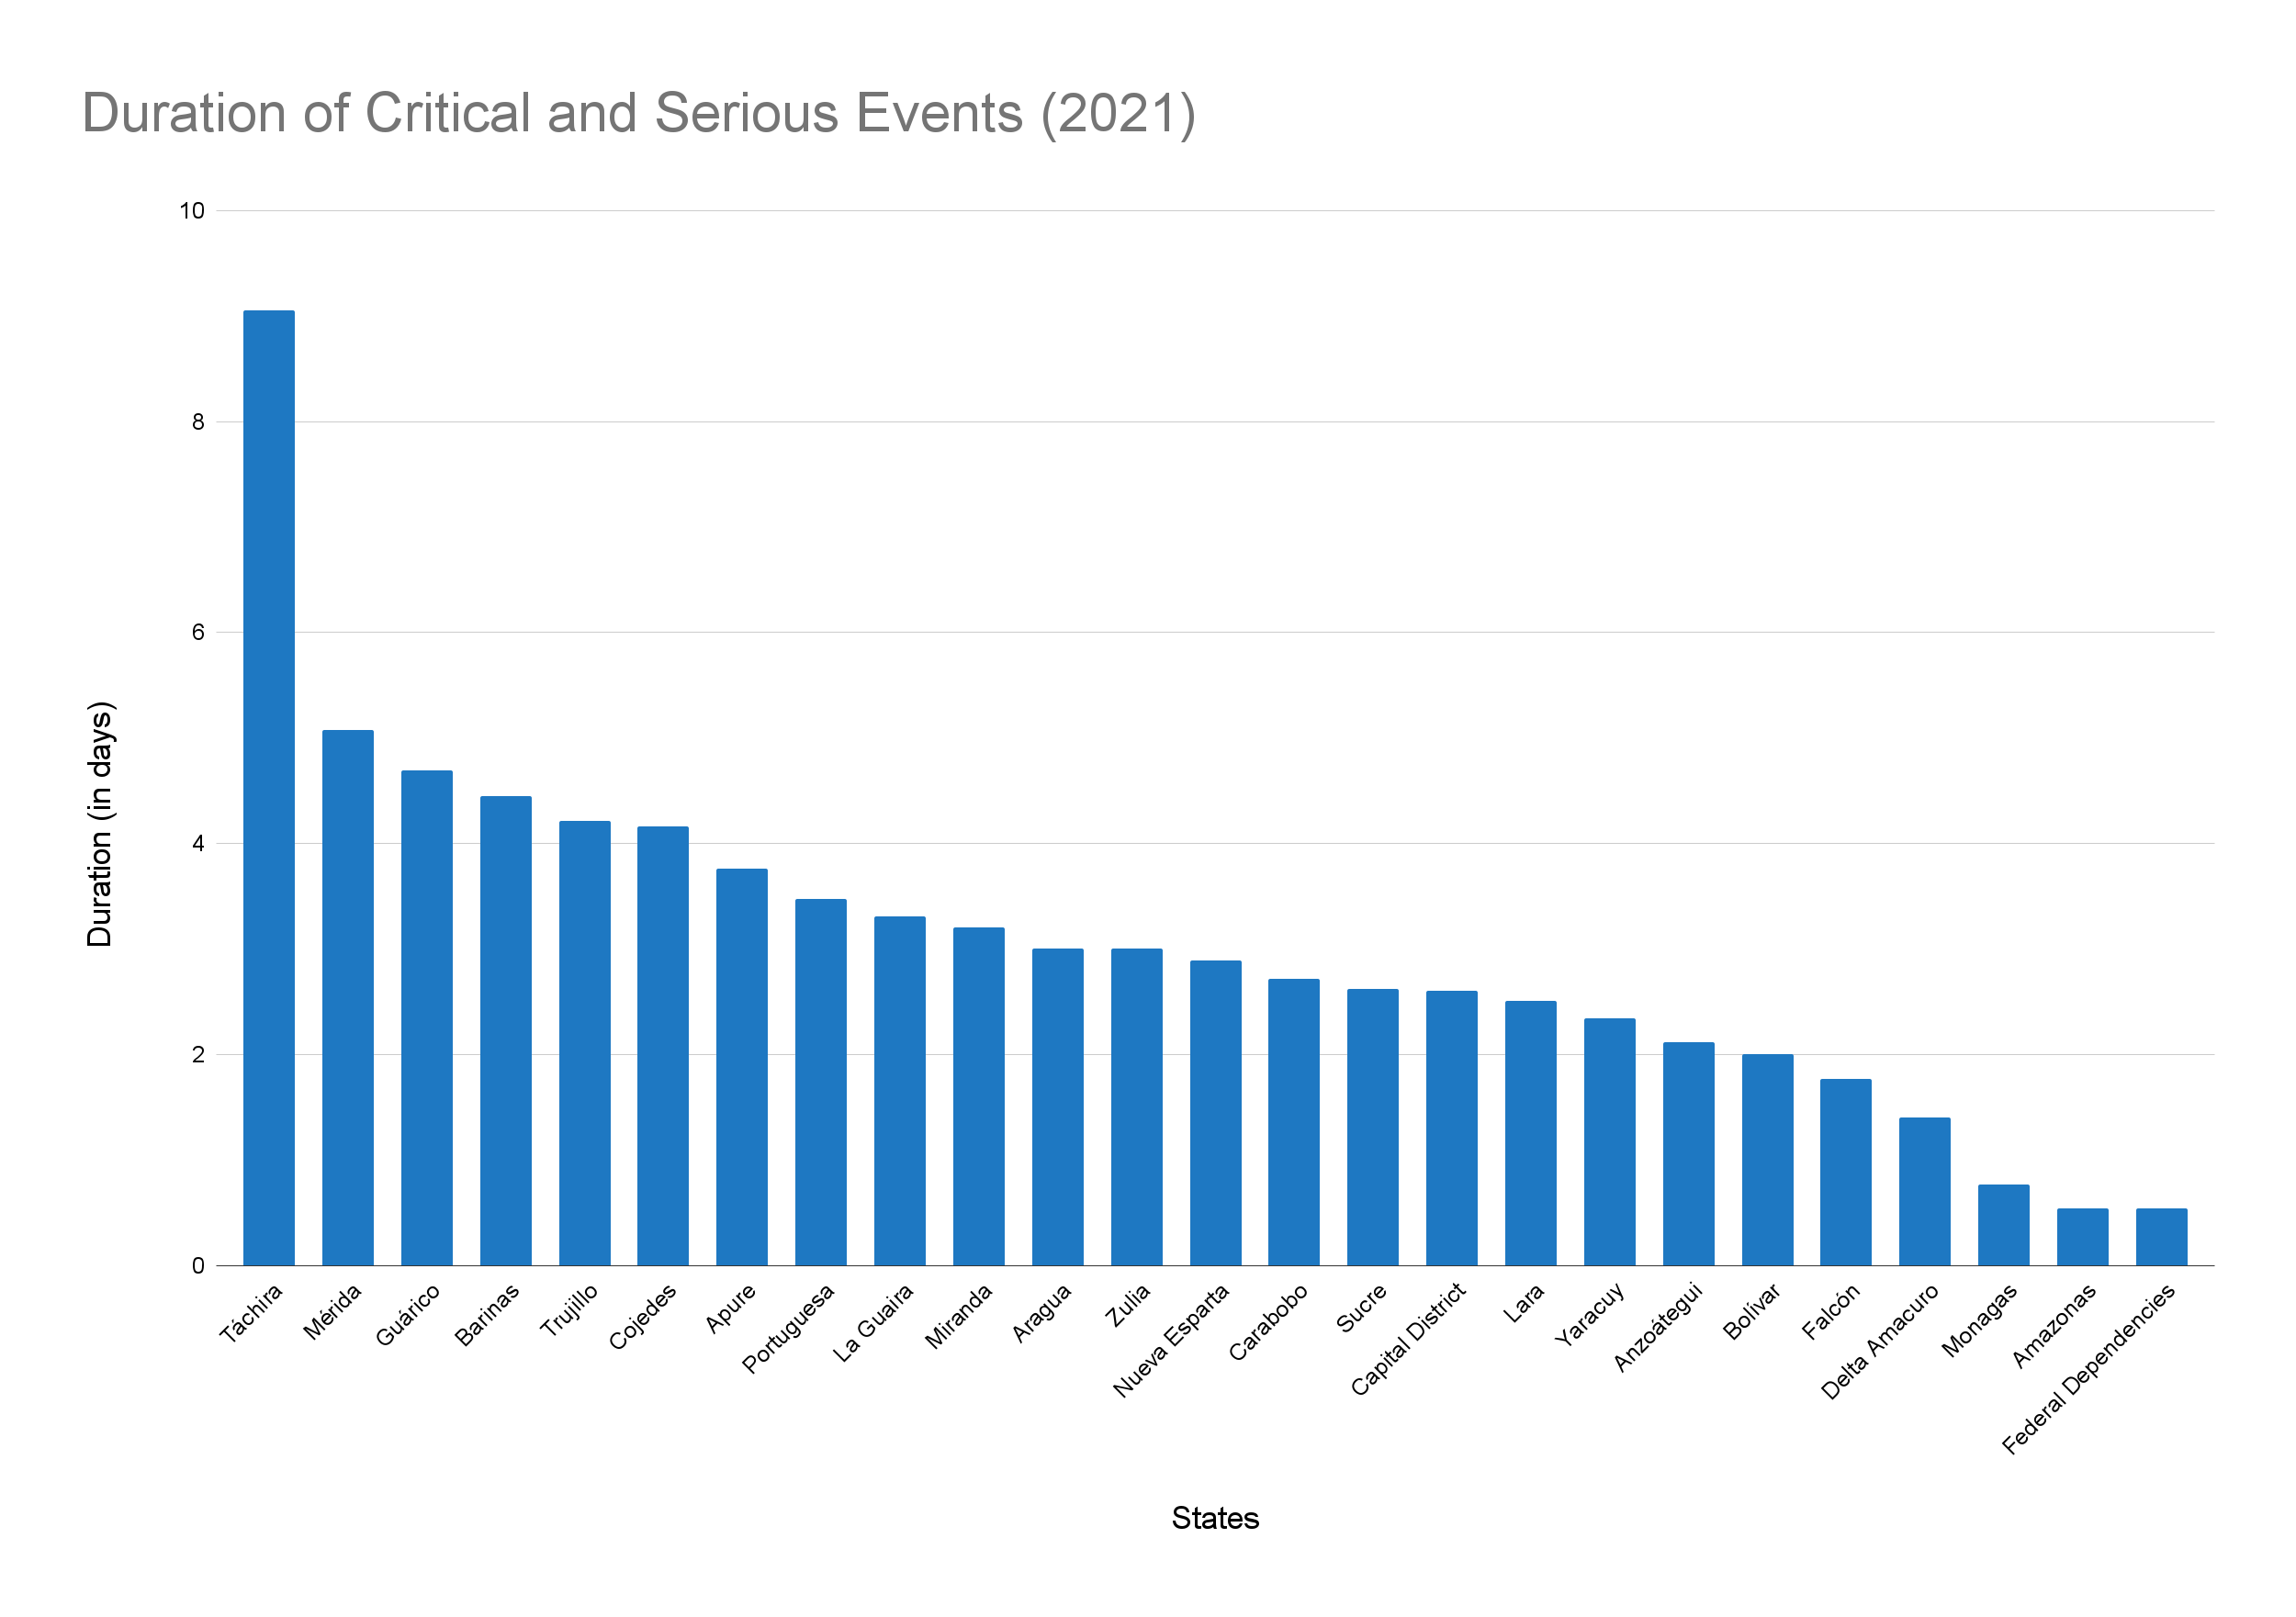 Duration of Critical and Serious Events (2021)
10
8
6
4
2
0
Duration (in days)
Táchira
Mérida
Guárico
Barinas
Trujillo
Cojedes
Apure
Portuguesa
La Guaira
Miranda
Aragua
Zulia
Nueva Esparta
Carabobo
Sucre
Capital District
Lara
Yaracuy
Anzoátegui
Bolívar
Falcón
Delta Amacuro
Monagas
Amazonas
Federal Dependencies
States